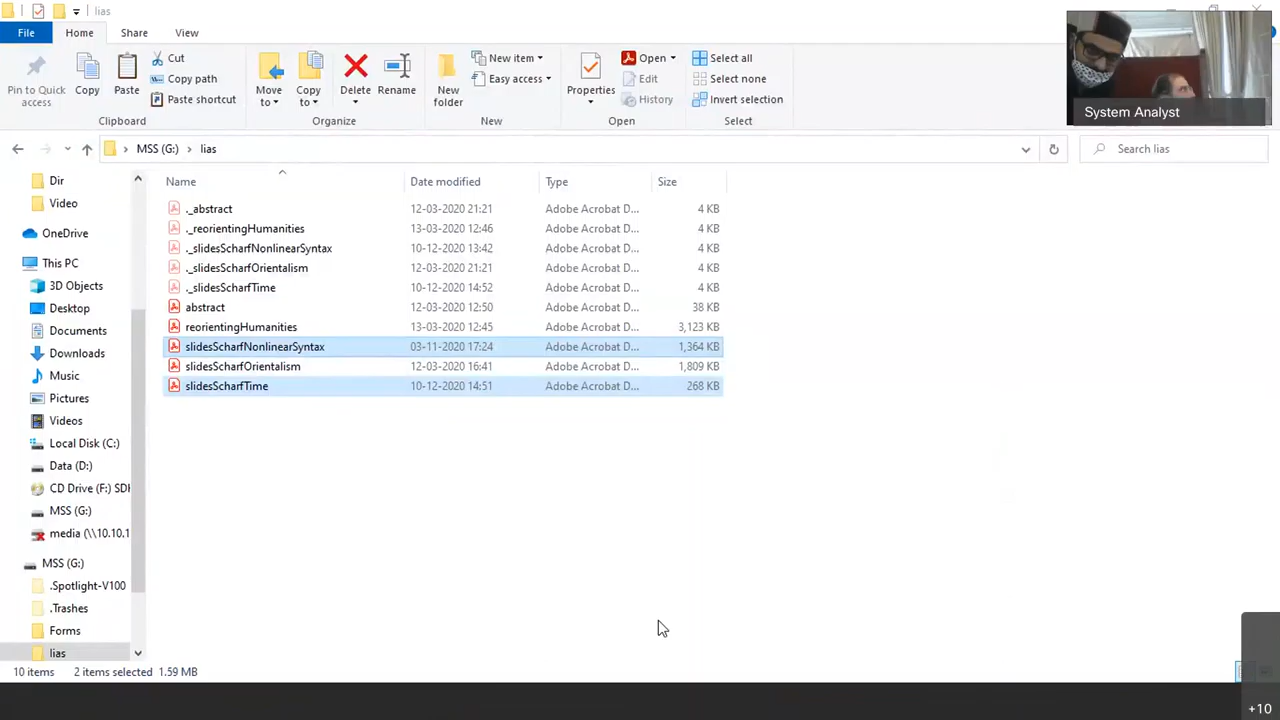 lias
File Home Share View
Pin to Quick access
Copy
Paste
Cut
Copy path
Paste shortcut
Clipboard
Move to
Copy to
Delete
Rename
Organize
New folder
New item
Easy access
New
Properties
Open
Edit
History
Open
Select all
Select none
Invert selection
Select
System Analyst
MSS (G:) lias
Search lias
Dir
Video
OneDrive
This PC
3D Objects
Desktop
Documents
Downloads
Music
Pictures
Videos
Local Disk (C:)
Data (D:)
CD Drive (F:) SDH
MSS (G:)
media (\\10.10.1
MSS (G:)
.Spotlight-V100
.Trashes
Forms
lias
Name Date modified Type Size
._abstract 12-03-2020 21:21 Adobe Acrobat D... 4 KB
._reorientingHumanities 13-03-2020 12:46 Adobe Acrobat D... 4 KB
._slidesScharfNonlinearSyntax 10-12-2020 13:42 Adobe Acrobat D... 4 KB
._slidesScharfOrientalism 12-03-2020 21:21 Adobe Acrobat D... 4 KB
._slidesScharfTime 10-12-2020 14:52 Adobe Acrobat D... 4 KB
abstract 12-03-2020 12:50 Adobe Acrobat D... 38 KB
reorientingHumanities 13-03-2020 12:45 Adobe Acrobat D... 3,123 KB
slidesScharfNonlinearSyntax 03-11-2020 17:24 Adobe Acrobat D... 1,364 KB
slidesScharfOrientalism 12-03-2020 16:41 Adobe Acrobat D... 1,809 KB
slidesScharfTime 10-12-2020 14:51 Adobe Acrobat D... 268 KB
10 items 2 items selected 1.59 MB
+10